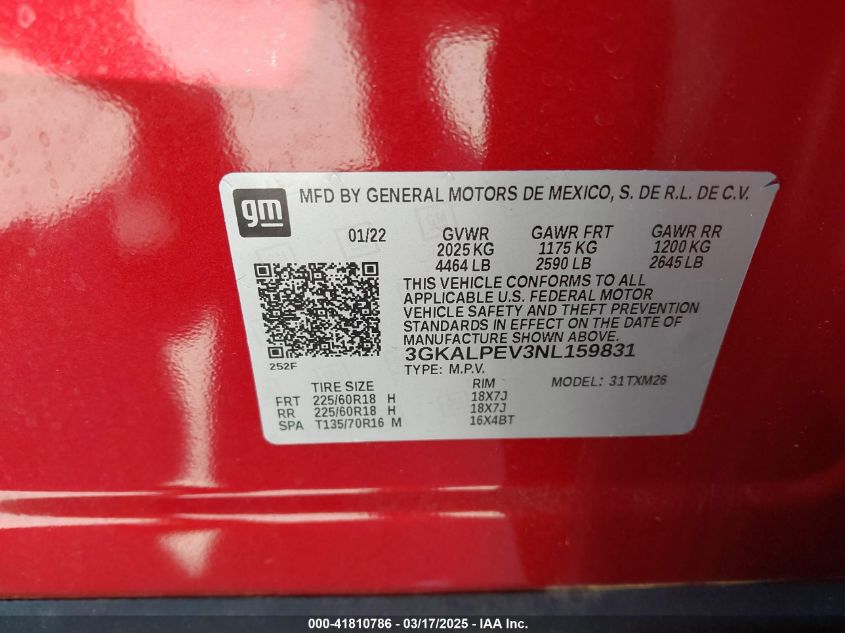 gm
MFD BY GENERAL MOTORS DE MEXICO, S. DE R.L. DE C.V.
01/22 GVWR GAWR FRT GAWR RR
2025 KG 1175 KG 1200 KG
4464 LB 2590 LB 2645 LB
THIS VEHICLE CONFORMS TO ALL
APPLICABLE U.S. FEDERAL MOTOR
VEHICLE SAFETY AND THEFT PREVENTION
STANDARDS IN EFFECT ON THE DATE OF
MANUFACTURE SHOWN ABOVE.
252F
3GKALPEV3NL159831
TYPE: M.P.V. MODEL: 31TXM26
TIRE SIZE RIM
FRT 225/60R18 H 18X7J
RR 225/60R18 H 18X7J
SPA T135/70R16 M 16X4BT
000-41810786 - 03/17/2025 - IAA Inc.